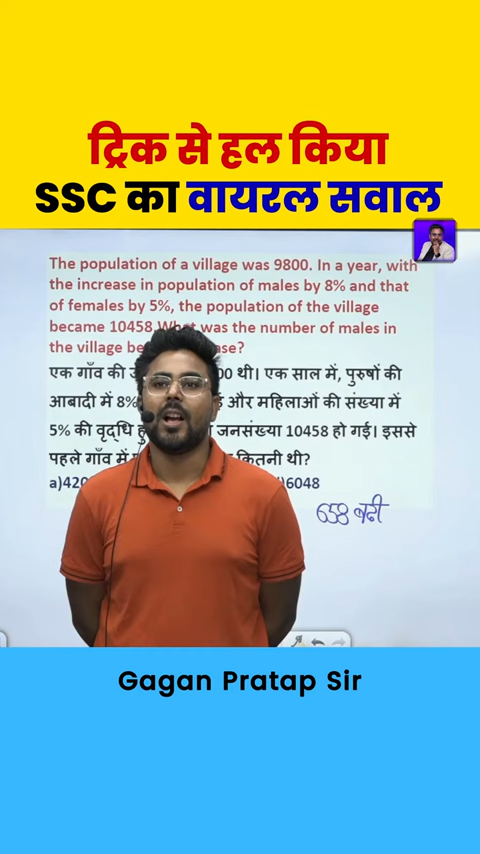 ट्रिक से हल किया
SSC का वायरल सवाल
The population of a village was 9800. In a year, with
the increase in population of males by 8% and that
of females by 5%, the population of the village
became 10458.What was the number of males in
the village be ase?
एक गाँव की 00 थी। एक साल में, पुरुषों की
आबादी में 8% और महिलाओं की संख्या में
5% की वृद्धि जनसंख्या 10458 हो गई। इससे
पहले गाँव में कितनी थी?
a)420 )6048
658 बढी
Gagan Pratap Sir